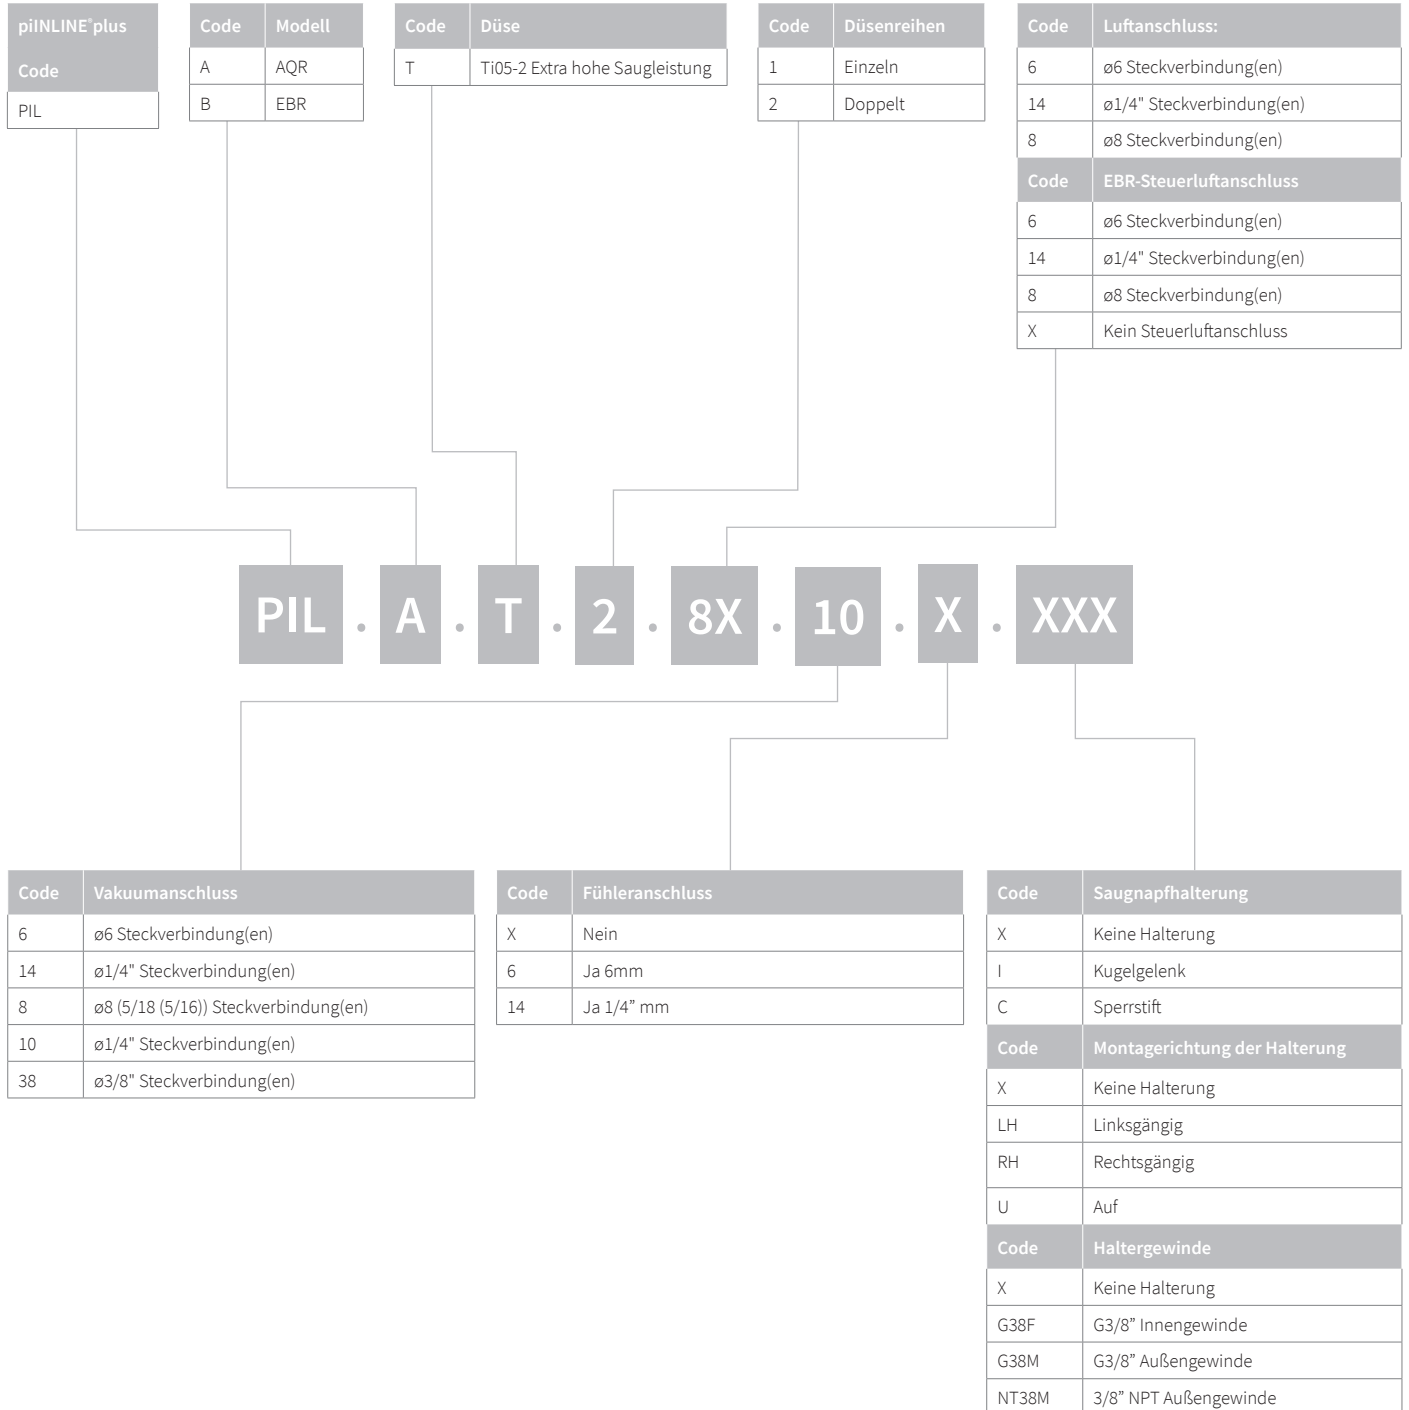 piINLINE®plus
Code
PIL
Code Modell
A AQR
B EBR
Code Düse
T Ti05-2 Extra hohe Saugleistung
Code Düsenreihen
1 Einzeln
2 Doppelt
Code Luftanschluss:
6 ø6 Steckverbindung(en)
14 ø1/4" Steckverbindung(en)
8 ø8 Steckverbindung(en)
Code EBR-Steuerluftanschluss
6 ø6 Steckverbindung(en)
14 ø1/4" Steckverbindung(en)
8 ø8 Steckverbindung(en)
X Kein Steuerluftanschluss
PIL . A . T . 2 . 8X . 10 . X . XXX
Code Vakuumanschluss
6 ø6 Steckverbindung(en)
14 ø1/4" Steckverbindung(en)
8 ø8 (5/18 (5/16)) Steckverbindung(en)
10 ø1/4" Steckverbindung(en)
38 ø3/8" Steckverbindung(en)
Code Fühleranschluss
X Nein
6 Ja 6mm
14 Ja 1/4” mm
Code Saugnapfhalterung
X Keine Halterung
I Kugelgelenk
C Sperrstift
Code Montagerichtung der Halterung
X Keine Halterung
LH Linksgängig
RH Rechtsgängig
U Auf
Code Haltergewinde
X Keine Halterung
G38F G3/8” Innengewinde
G38M G3/8” Außengewinde
NT38M 3/8” NPT Außengewinde